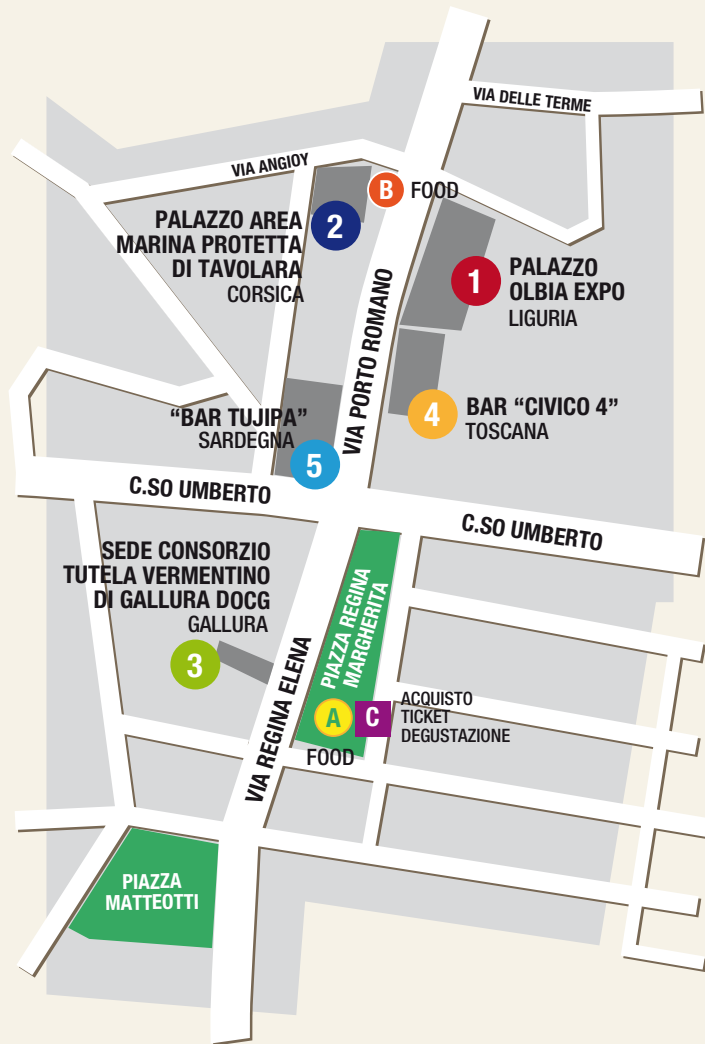 VIA DELLE TERME
VIA ANGIOY
B FOOD
PALAZZO AREA
MARINA PROTETTA
DI TAVOLARA
CORSICA
2
1
PALAZZO
OLBIA EXPO
LIGURIA
VIA PORTO ROMANO
"BAR TUJIPA"
SARDEGNA
5
4
BAR "CIVICO 4"
TOSCANA
C.SO UMBERTO
C.SO UMBERTO
SEDE CONSORZIO
TUTELA VERMENTINO
DI GALLURA DOCG
GALLURA
3
PIAZZA REGINA
MARGHERITA
VIA REGINA ELENA
A
FOOD
C
ACQUISTO
TICKET
DEGUSTAZIONE
PIAZZA
MATTEOTTI